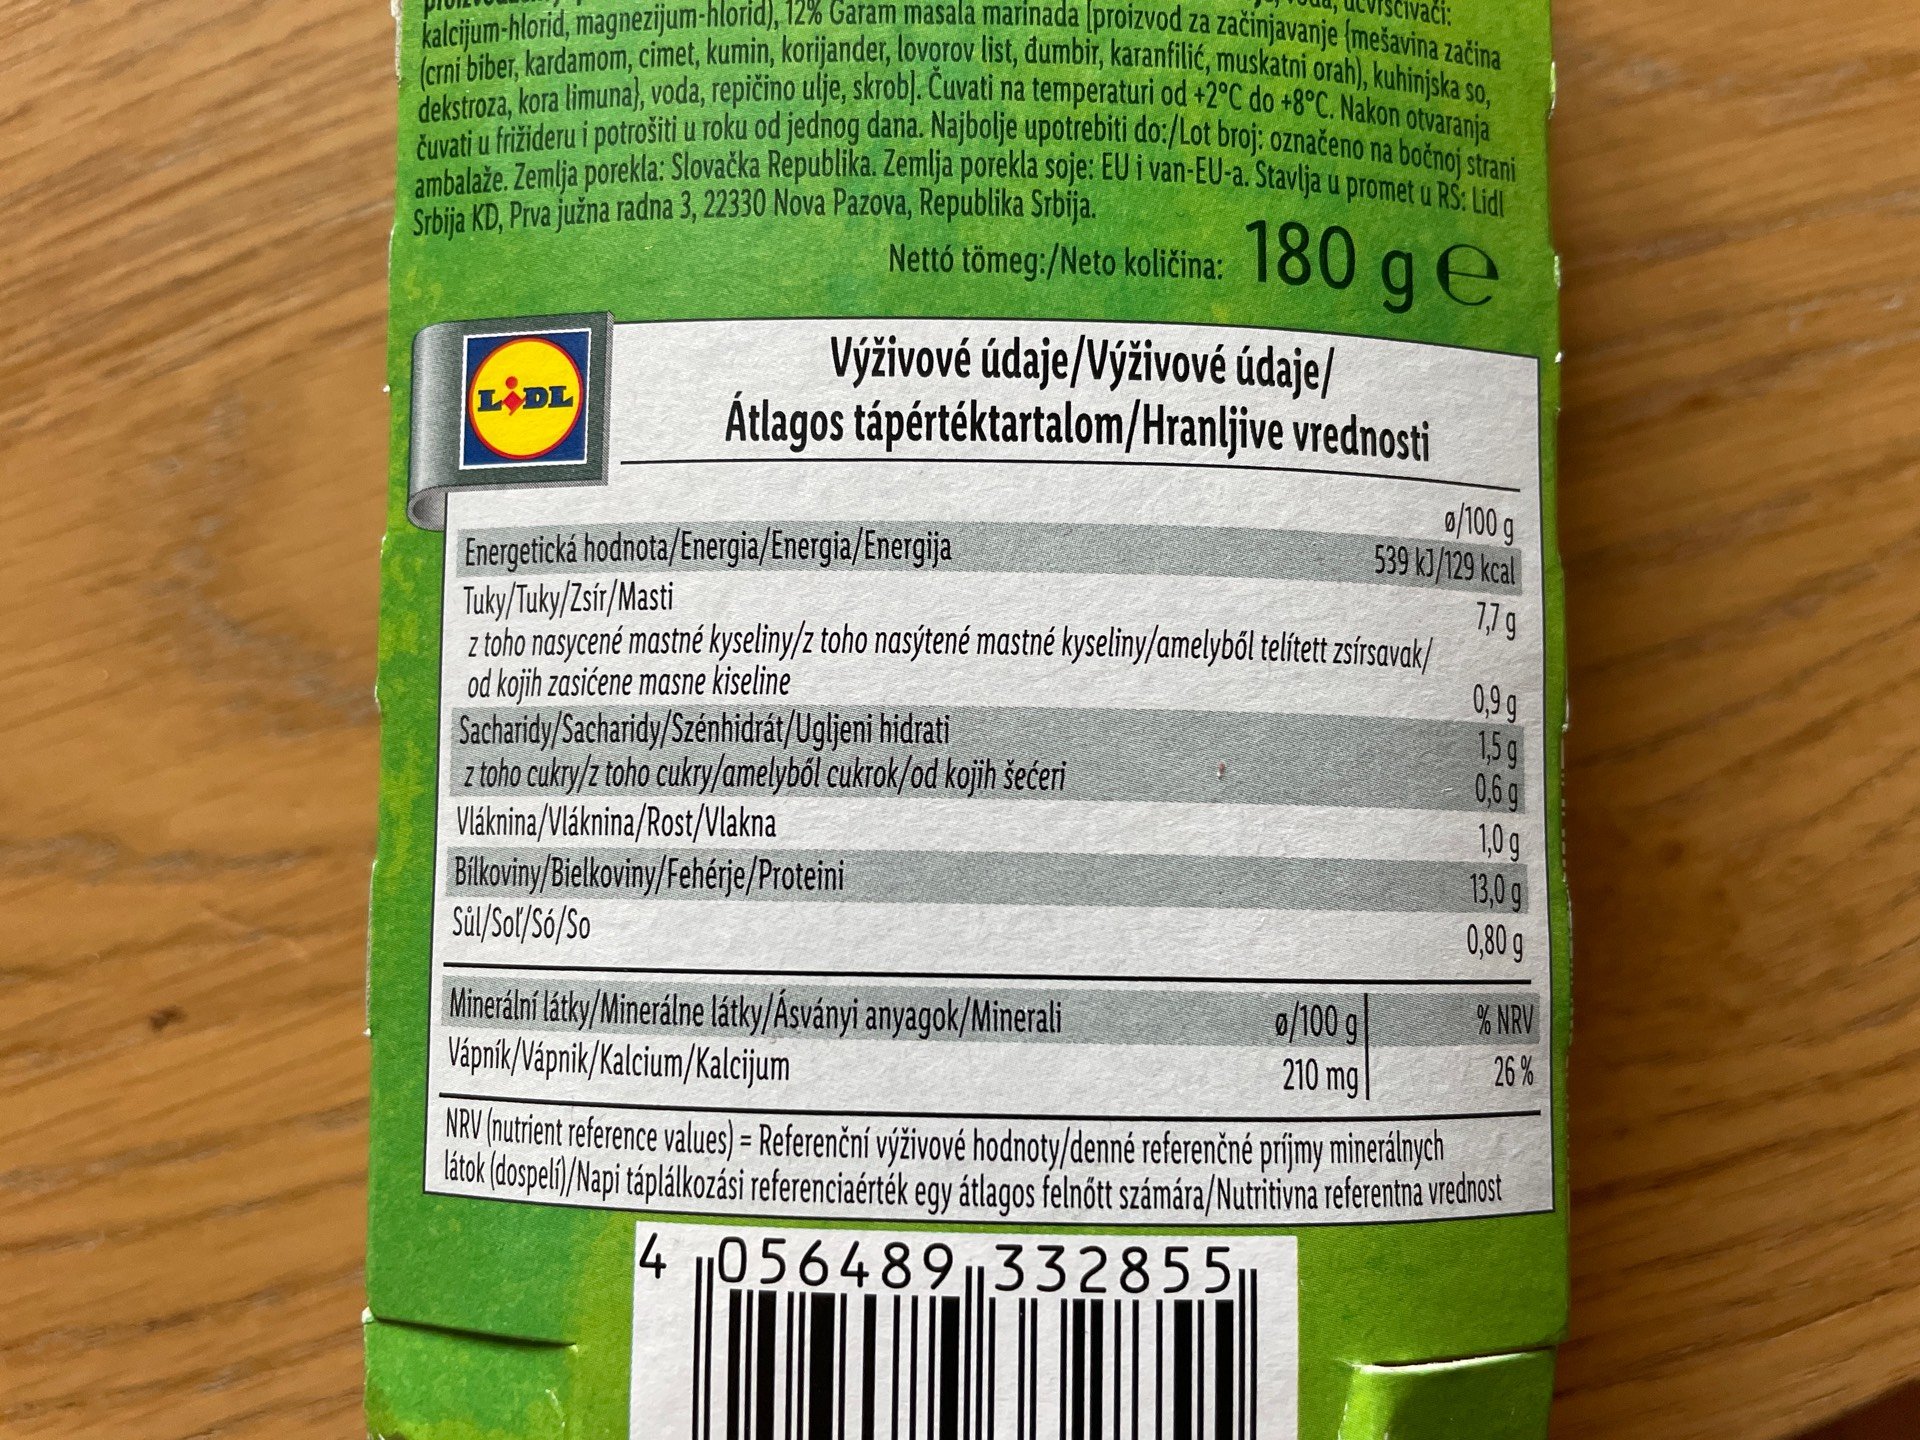 kalcijum-hlorid, magnezijum-hlorid), 12% Garam masala marinada [proizvod za začinjavanje {mešavina začina
(crni biber, kardamom, cimet, kumin, korijander, lovorov list, đumbir, karanfilić, muskatni orah), kuhinjska so,
dekstroza, kora limuna}, voda, repičino ulje, skrob]. Čuvati na temperaturi od +2°C do +8°C. Nakon otvaranja
čuvati u frižideru i potrošiti u roku od jednog dana. Najbolje upotrebiti do:/Lot broj: označeno na bočnoj strani
ambalaže. Zemlja porekla: Slovačka Republika. Zemlja porekla soje: EU i van-EU-a. Stavlja u promet u RS: Lidl
Srbija KD, Prva južna radna 3, 22330 Nova Pazova, Republika Srbija.
Nettó tömeg:/Neto količina: 180 g e
LIDL
Výživové údaje/Výživové údaje/
Átlagos tápértéktartalom/Hranljive vrednosti
ø/100 g
Energetická hodnota/Energia/Energia/Energija 539 kJ/129 kcal
Tuky/Tuky/Zsír/Masti 7,7 g
z toho nasycené mastné kyseliny/z toho nasýtené mastné kyseliny/amelyből telített zsírsavak/
od kojih zasićene masne kiseline 0,9 g
Sacharidy/Sacharidy/Szénhidrát/Ugljeni hidrati 1,5 g
z toho cukry/z toho cukry/amelyből cukrok/od kojih šećeri 0,6 g
Vláknina/Vláknina/Rost/Vlakna 1,0 g
Bílkoviny/Bielkoviny/Fehérje/Proteini 13,0 g
Sůl/Soľ/Só/So 0,80 g
Minerální látky/Minerálne látky/Ásványi anyagok/Minerali ø/100 g % NRV
Vápník/Vápnik/Kalcium/Kalcijum 210 mg 26 %
NRV (nutrient reference values) = Referenční výživové hodnoty/denné referenčné príjmy minerálnych
látok (dospelí)/Napi táplálkozási referenciaérték egy átlagos felnőtt számára/Nutritivna referentna vrednost
4 056489 332855